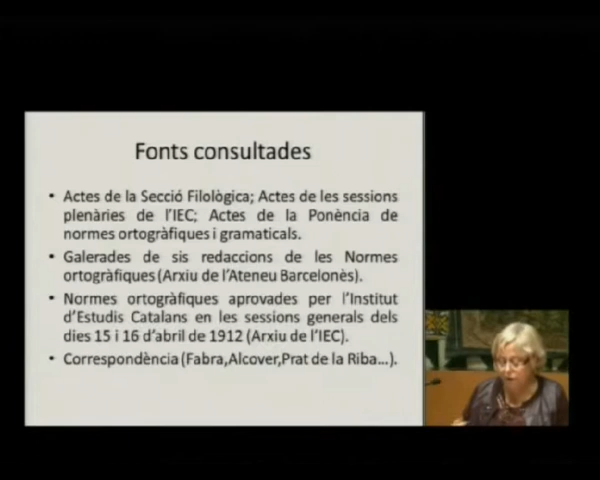 Fonts consultades
• Actes de la Secció Filològica; Actes de les sessions
plenàries de l'IEC; Actes de la Ponència de
normes ortogràfiques i gramaticals.
• Galerades de sis redaccions de les Normes
ortogràfiques (Arxiu de l'Ateneu Barcelonès).
• Normes ortogràfiques aprovades per l'Institut
d'Estudis Catalans en les sessions generals dels
dies 15 i 16 d'abril de 1912 (Arxiu de l'IEC).
• Correspondència (Fabra,Alcover,Prat de la Riba...).